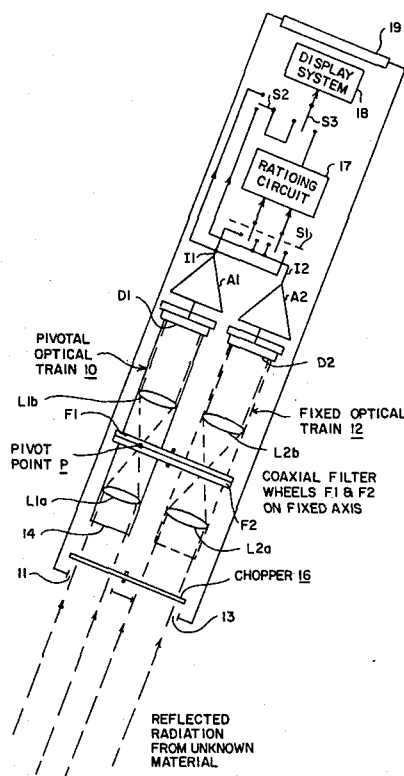 19
DISPLAY
SYSTEM
18
S2
S3
RATIOING
CIRCUIT
17
S1
I1
I2
A1
A2
D1
D2
PIVOTAL
OPTICAL
TRAIN 10
L1b
F1
PIVOT
POINT P
L1a
14
11
FIXED OPTICAL
TRAIN 12
L2b
COAXIAL FILTER
WHEELS F1 & F2
ON FIXED AXIS
F2
L2a
CHOPPER 16
13
REFLECTED
RADIATION
FROM UNKNOWN
MATERIAL